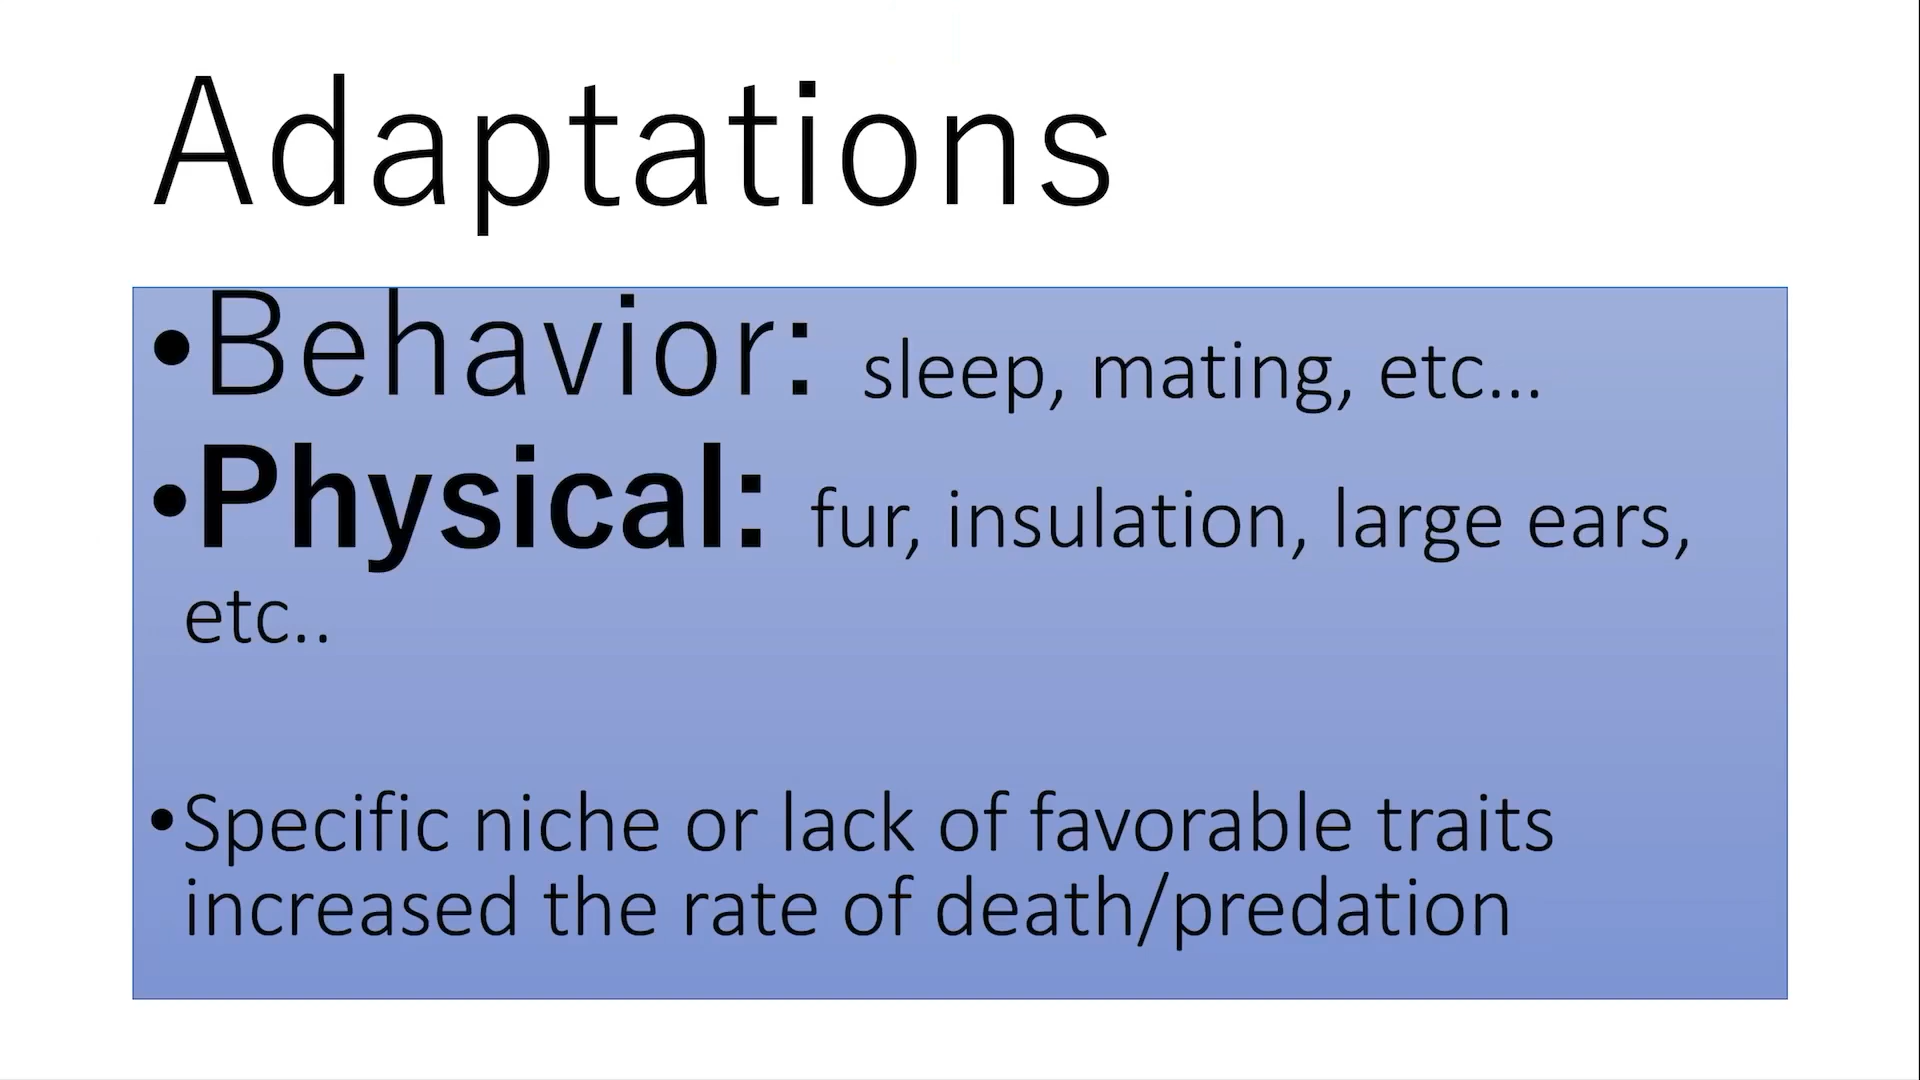 Adaptations
•Behavior: sleep, mating, etc...
•Physical: fur, insulation, large ears,
etc..
•Specific niche or lack of favorable traits
increased the rate of death/predation